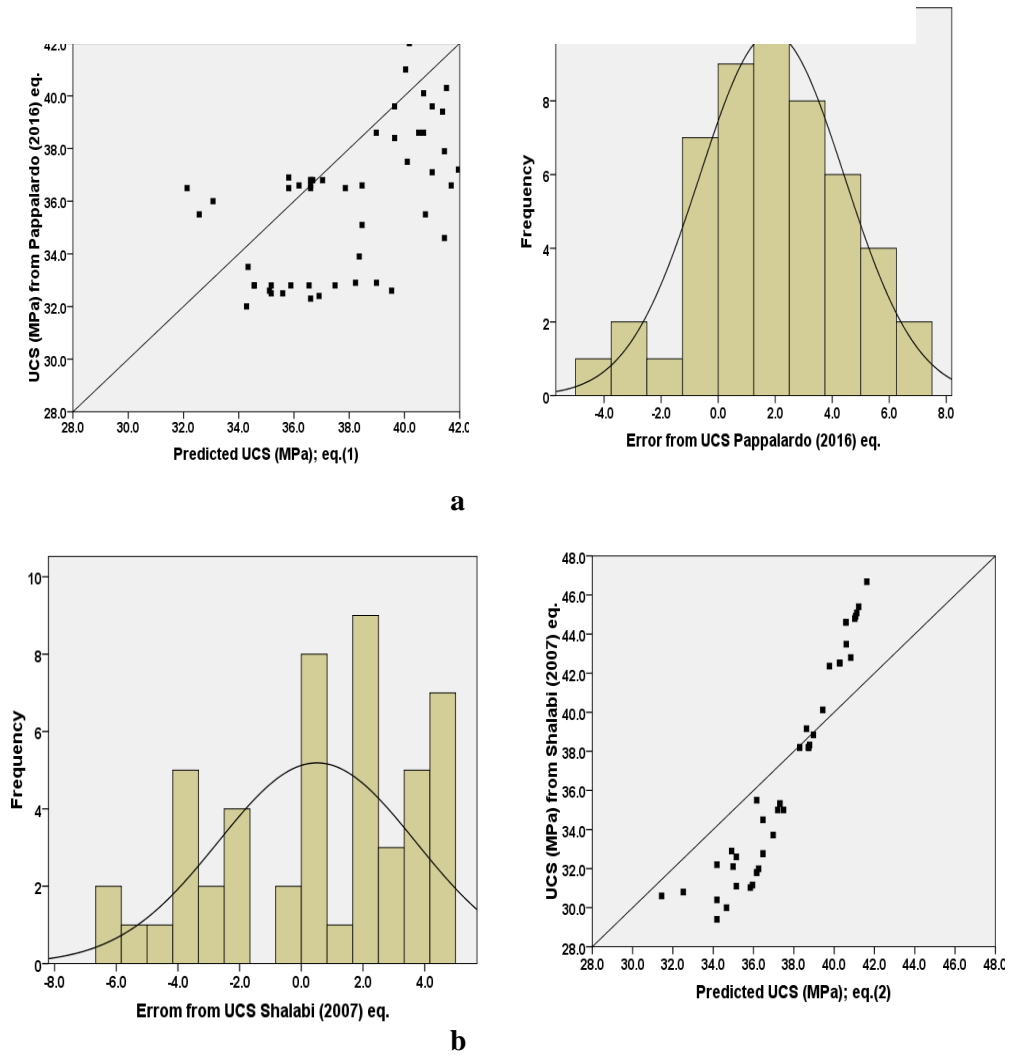 42.0
40.0
38.0
36.0
34.0
32.0
30.0
28.0
UCS (MPa) from Pappalardo (2016) eq.
28.0 30.0 32.0 34.0 36.0 38.0 40.0 42.0
Predicted UCS (MPa); eq.(1)
8
6
4
2
0
Frequency
-4.0 -2.0 0.0 2.0 4.0 6.0 8.0
Error from UCS Pappalardo (2016) eq.
a
10
8
6
4
2
0
Frequency
-8.0 -6.0 -4.0 -2.0 0.0 2.0 4.0
Errom from UCS Shalabi (2007) eq.
48.0
46.0
44.0
42.0
40.0
38.0
36.0
34.0
32.0
30.0
28.0
UCS (MPa) from Shalabi (2007) eq.
28.0 30.0 32.0 34.0 36.0 38.0 40.0 42.0 44.0 46.0 48.0
Predicted UCS (MPa); eq.(2)
b